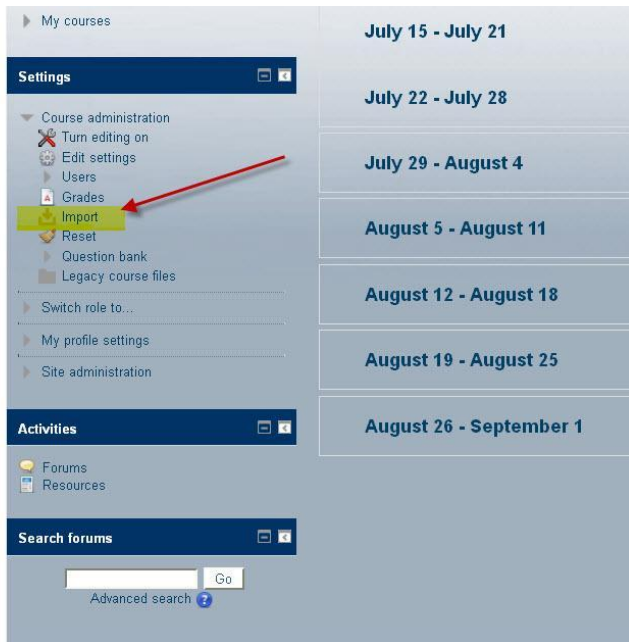 My courses
Settings
Course administration
Turn editing on
Edit settings
Users
Grades
Import
Reset
Question bank
Legacy course files
Switch role to...
My profile settings
Site administration
Activities
Forums
Resources
Search forums
Go
Advanced search ?
July 15 - July 21
July 22 - July 28
July 29 - August 4
August 5 - August 11
August 12 - August 18
August 19 - August 25
August 26 - September 1